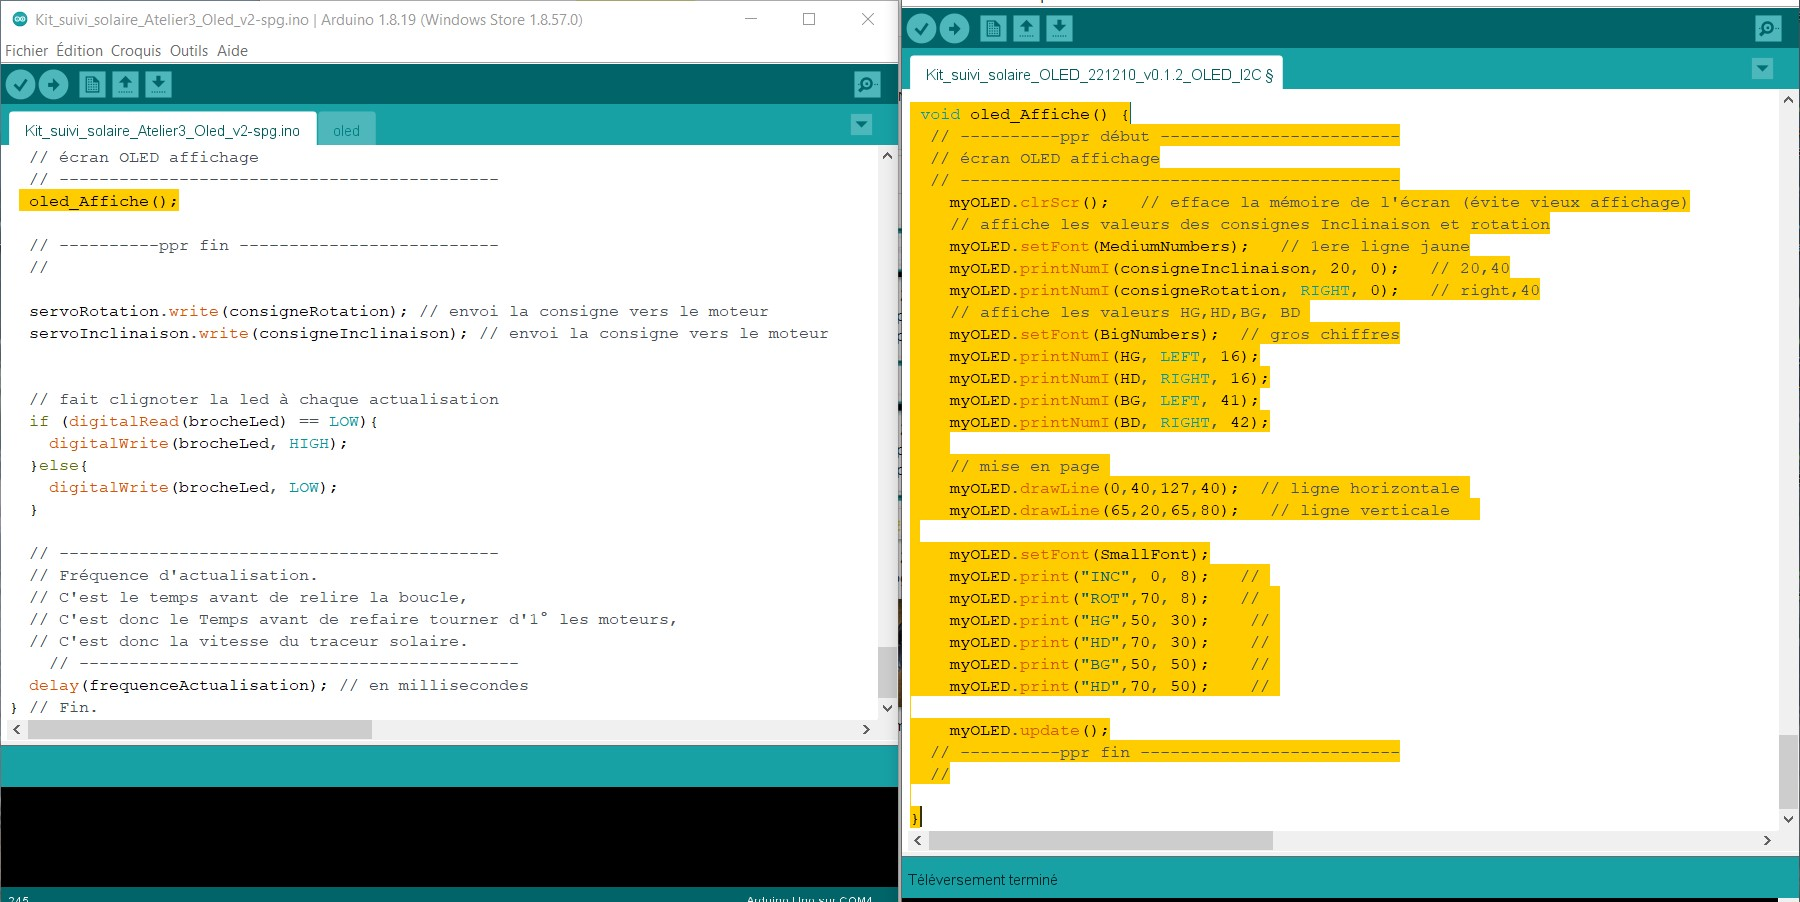 Kit_suivi_solaire_Atelier3_Oled_v2-spg.ino | Arduino 1.8.19 (Windows Store 1.8.57.0)
Fichier Édition Croquis Outils Aide
Kit_suivi_solaire_Atelier3_Oled_v2-spg.ino oled
// écran OLED affichage
// --------------------------------------------
oled_Affiche();
// ----------ppr fin --------------------------
//
servoRotation.write(consigneRotation); // envoi la consigne vers le moteur
servoInclinaison.write(consigneInclinaison); // envoi la consigne vers le moteur
// fait clignoter la led à chaque actualisation
if (digitalRead(brocheLed) == LOW){
digitalWrite(brocheLed, HIGH);
}else{
digitalWrite(brocheLed, LOW);
}
// --------------------------------------------
// Fréquence d'actualisation.
// C'est le temps avant de relire la boucle,
// C'est donc le Temps avant de refaire tourner d'1° les moteurs,
// C'est donc la vitesse du traceur solaire.
// --------------------------------------------
delay(frequenceActualisation); // en millisecondes
} // Fin.
245
Arduino Uno sur COM4
Kit_suivi_solaire_OLED_221210_v0.1.2_OLED_I2C §
void oled_Affiche() {
// ----------ppr début ------------------------
// écran OLED affichage
// --------------------------------------------
myOLED.clrScr(); // efface la mémoire de l'écran (évite vieux affichage)
// affiche les valeurs des consignes Inclinaison et rotation
myOLED.setFont(MediumNumbers); // 1ere ligne jaune
myOLED.printNumI(consigneInclinaison, 20, 0); // 20,40
myOLED.printNumI(consigneRotation, RIGHT, 0); // right,40
// affiche les valeurs HG,HD,BG, BD
myOLED.setFont(BigNumbers); // gros chiffres
myOLED.printNumI(HG, LEFT, 16);
myOLED.printNumI(HD, RIGHT, 16);
myOLED.printNumI(BG, LEFT, 41);
myOLED.printNumI(BD, RIGHT, 42);
// mise en page
myOLED.drawLine(0,40,127,40); // ligne horizontale
myOLED.drawLine(65,20,65,80); // ligne verticale
myOLED.setFont(SmallFont);
myOLED.print("INC", 0, 8); //
myOLED.print("ROT",70, 8); //
myOLED.print("HG",50, 30); //
myOLED.print("HD",70, 30); //
myOLED.print("BG",50, 50); //
myOLED.print("HD",70, 50); //
myOLED.update();
// ----------ppr fin --------------------------
//
}
Téléversement terminé